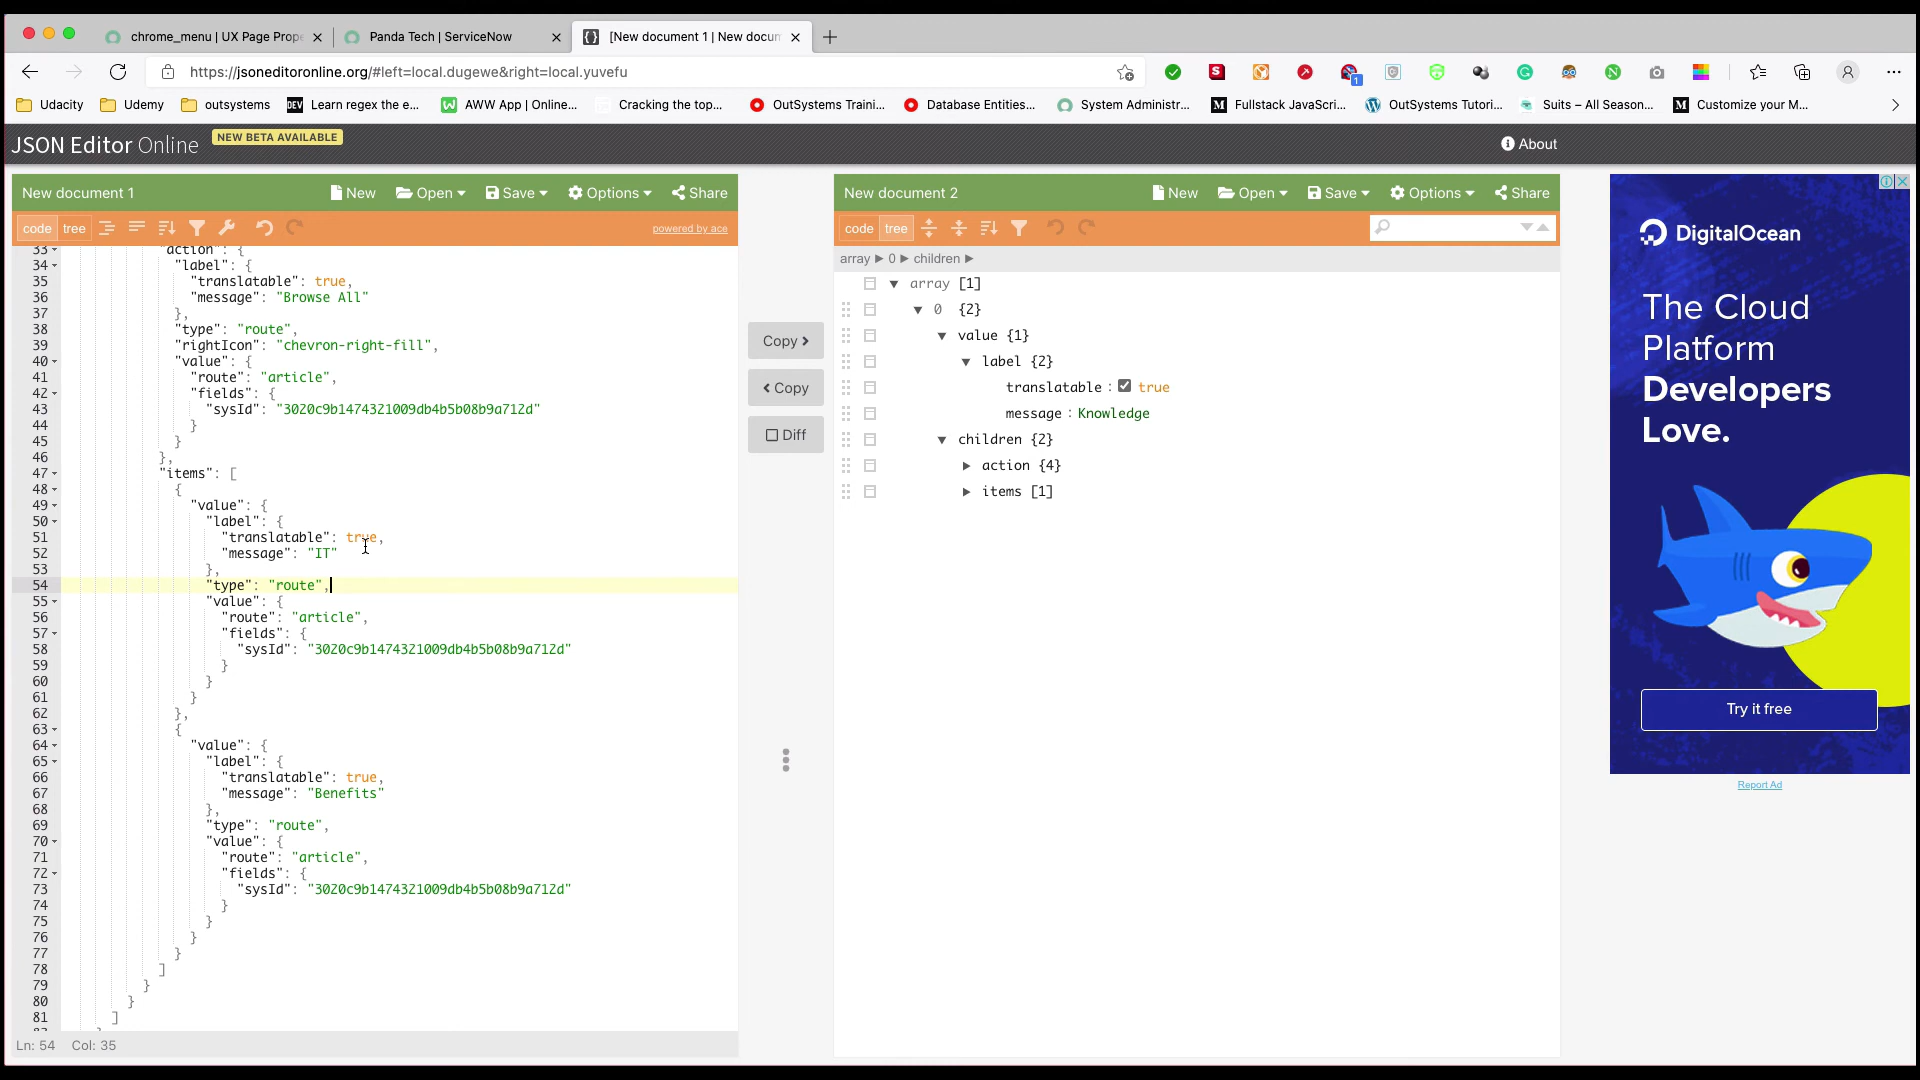 chrome_menu | UX Page Prope
Panda Tech | ServiceNow
[New document 1 | New docum
https://jsoneditoronline.org/#left=local.dugewe&right=local.yuvefu
1
Udacity
Udemy
outsystems
DEV Learn regex the e...
AWW App | Online...
Cracking the top...
OutSystems Traini...
Database Entities...
System Administr...
Fullstack JavaScri...
OutSystems Tutori...
Suits – All Season...
Customize your M...
JSON Editor Online
NEW BETA AVAILABLE
About
New document 1
New
Open
Save
Options
Share
code
tree
powered by ace
33 "action": {
34 "label": {
35 "translatable": true,
36 "message": "Browse All"
37 },
38 "type": "route",
39 "rightIcon": "chevron-right-fill",
40 "value": {
41 "route": "article",
42 "fields": {
43 "sysId": "3020c9b1474321009db4b5b08b9a712d"
44 }
45 }
46 },
47 "items": [
48 {
49 "value": {
50 "label": {
51 "translatable": true,
52 "message": "IT"
53 },
54 "type": "route",
55 "value": {
56 "route": "article",
57 "fields": {
58 "sysId": "3020c9b1474321009db4b5b08b9a712d"
59 }
60 }
61 }
62 },
63 {
64 "value": {
65 "label": {
66 "translatable": true,
67 "message": "Benefits"
68 },
69 "type": "route",
70 "value": {
71 "route": "article",
72 "fields": {
73 "sysId": "3020c9b1474321009db4b5b08b9a712d"
74 }
75 }
76 }
77 }
78 ]
79 }
80 }
81 ]
Ln: 54 Col: 35
Copy >
< Copy
Diff
New document 2
New
Open
Save
Options
Share
code
tree
array ► 0 ► children ►
array [1]
0 {2}
value {1}
label {2}
translatable : true
message : Knowledge
children {2}
action {4}
items [1]
DigitalOcean
The Cloud
Platform
Developers
Love.
Try it free
Report Ad